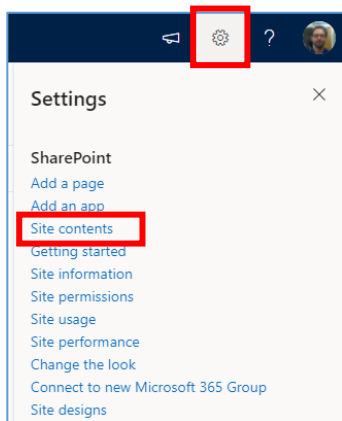 ?
Settings
SharePoint
Add a page
Add an app
Site contents
Getting started
Site information
Site permissions
Site usage
Site performance
Change the look
Connect to new Microsoft 365 Group
Site designs